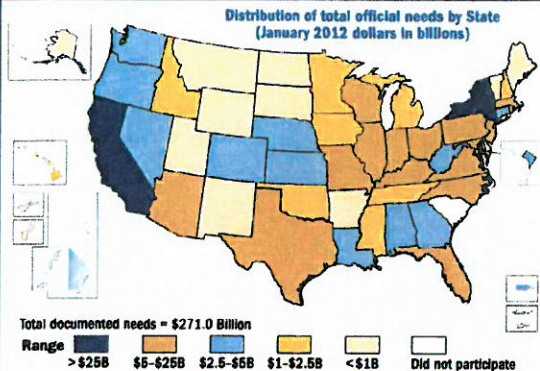 Distribution of total official needs by State
(January 2012 dollars in billions)
Total documented needs = $271.0 Billion
Range
> $25B $5-$25B $2.5-$5B $1-$2.5B <$1B Did not participate